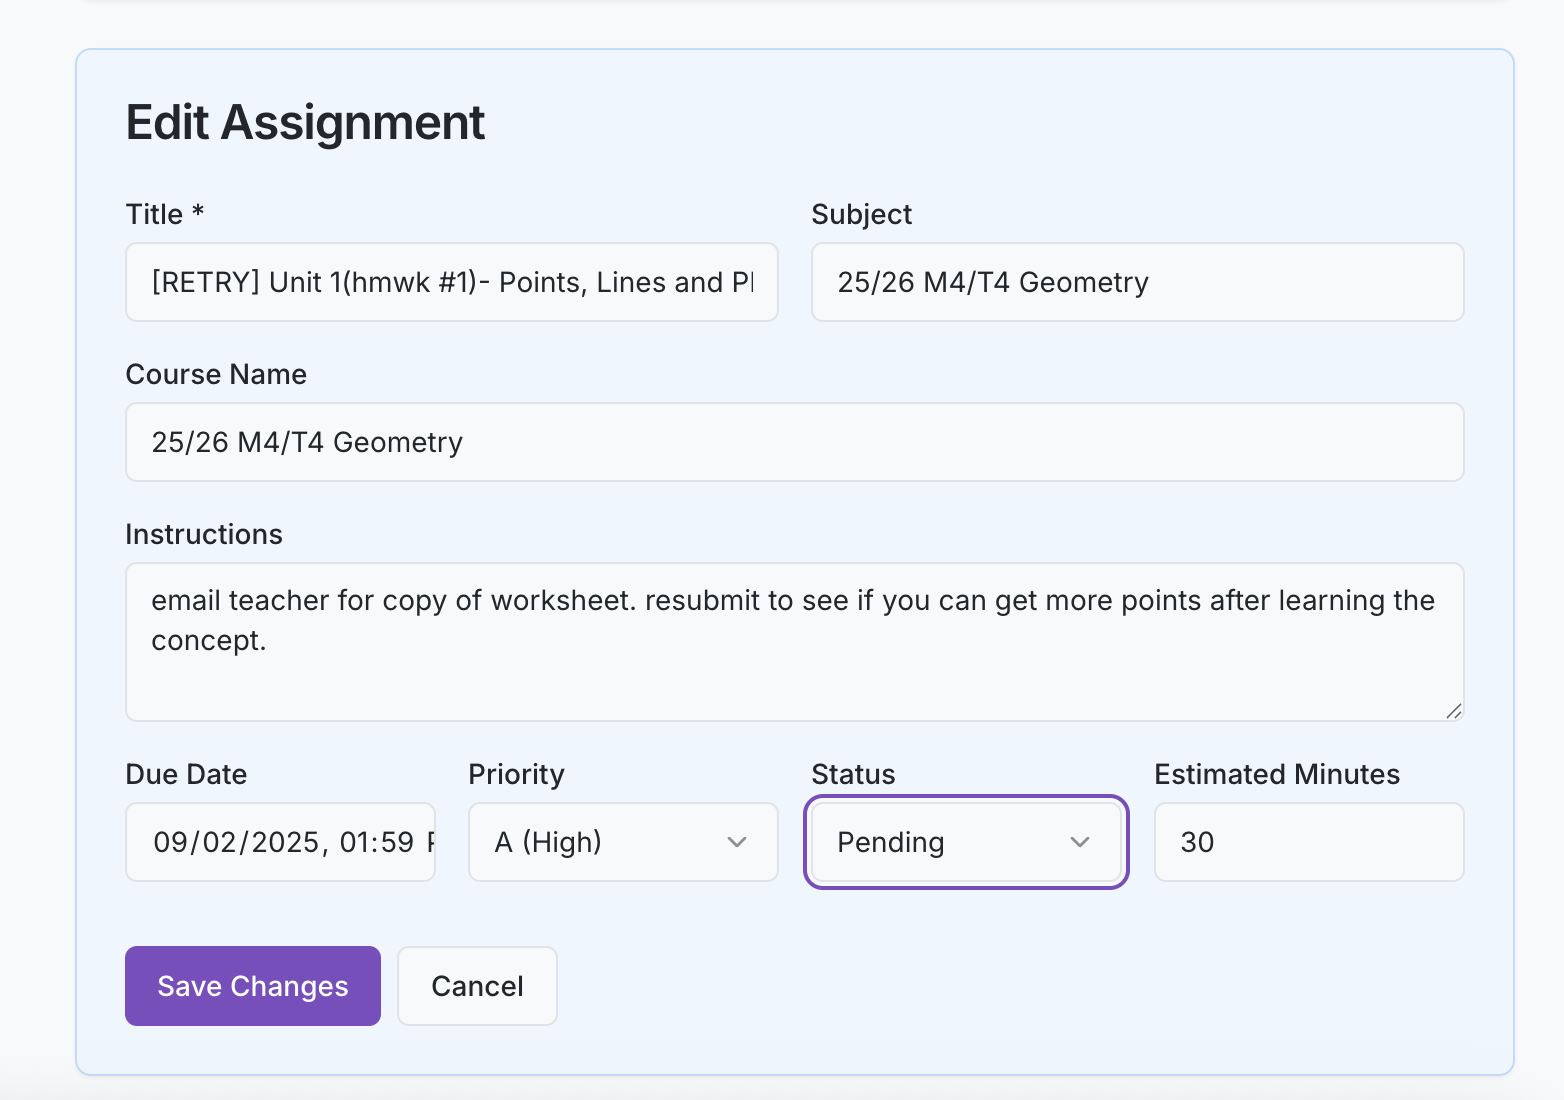 Edit Assignment
Title *
Subject
[RETRY] Unit 1(hmwk #1)- Points, Lines and
25/26 M4/T4 Geometry
Course Name
25/26 M4/T4 Geometry
Instructions
email teacher for copy of worksheet. resubmit to see if you can get more points after learning the
concept.
Due Date
Priority
Status
Estimated Minutes
09/02/2025, 01:59
A (High)
Pending
30
Save Changes
Cancel